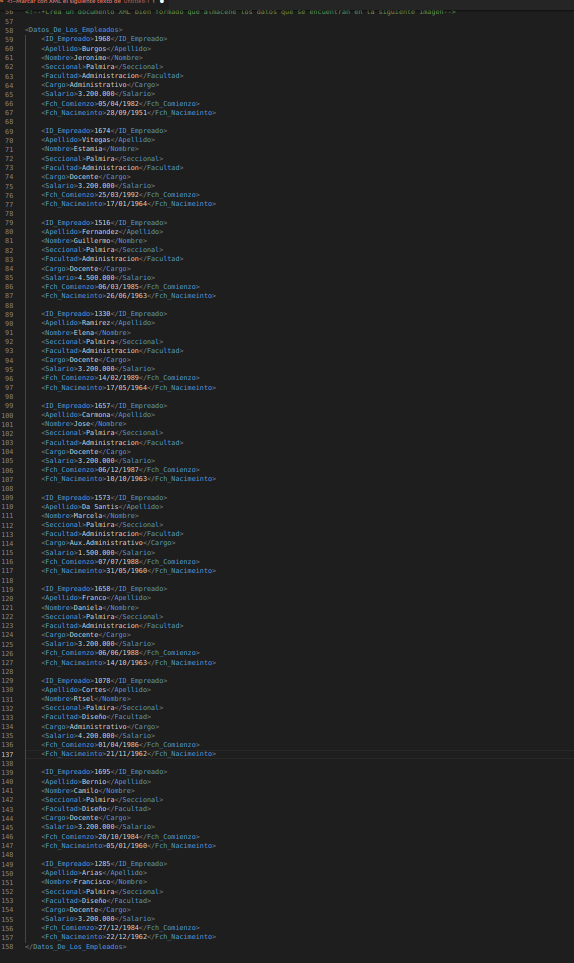 56 <!--•Crea un documento XML bien formado que almacene los datos que se encuentran en la siguiente imagen-->
57
58 <Datos_De_Los_Empleados>
59 <ID_Empreado>1968</ID_Empreado>
60 <Apellido>Burgos</Apellido>
61 <Nombre>Jeronimo</Nombre>
62 <Seccional>Palmira</Seccional>
63 <Facultad>Administracion</Facultad>
64 <Cargo>Administrativo</Cargo>
65 <Salario>3.200.000</Salario>
66 <Fch_Comienzo>05/04/1982</Fch_Comienzo>
67 <Fch_Nacimeinto>28/09/1951</Fch_Nacimeinto>
68
69 <ID_Empreado>1674</ID_Empreado>
70 <Apellido>Vitegas</Apellido>
71 <Nombre>Estamia</Nombre>
72 <Seccional>Palmira</Seccional>
73 <Facultad>Administracion</Facultad>
74 <Cargo>Docente</Cargo>
75 <Salario>3.200.000</Salario>
76 <Fch_Comienzo>25/03/1992</Fch_Comienzo>
77 <Fch_Nacimeinto>17/01/1964</Fch_Nacimeinto>
78
79 <ID_Empreado>1516</ID_Empreado>
80 <Apellido>Fernandez</Apellido>
81 <Nombre>Guillermo</Nombre>
82 <Seccional>Palmira</Seccional>
83 <Facultad>Administracion</Facultad>
84 <Cargo>Docente</Cargo>
85 <Salario>4.500.000</Salario>
86 <Fch_Comienzo>06/03/1985</Fch_Comienzo>
87 <Fch_Nacimeinto>26/06/1963</Fch_Nacimeinto>
88
89 <ID_Empreado>1330</ID_Empreado>
90 <Apellido>Ramirez</Apellido>
91 <Nombre>Elena</Nombre>
92 <Seccional>Palmira</Seccional>
93 <Facultad>Administracion</Facultad>
94 <Cargo>Docente</Cargo>
95 <Salario>3.200.000</Salario>
96 <Fch_Comienzo>14/02/1989</Fch_Comienzo>
97 <Fch_Nacimeinto>17/05/1964</Fch_Nacimeinto>
98
99 <ID_Empreado>1657</ID_Empreado>
100 <Apellido>Carmona</Apellido>
101 <Nombre>Jose</Nombre>
102 <Seccional>Palmira</Seccional>
103 <Facultad>Administracion</Facultad>
104 <Cargo>Docente</Cargo>
105 <Salario>3.200.000</Salario>
106 <Fch_Comienzo>06/12/1987</Fch_Comienzo>
107 <Fch_Nacimeinto>10/10/1963</Fch_Nacimeinto>
108
109 <ID_Empreado>1573</ID_Empreado>
110 <Apellido>Da Santis</Apellido>
111 <Nombre>Marcela</Nombre>
112 <Seccional>Palmira</Seccional>
113 <Facultad>Administracion</Facultad>
114 <Cargo>Aux.Administrativo</Cargo>
115 <Salario>1.500.000</Salario>
116 <Fch_Comienzo>07/07/1988</Fch_Comienzo>
117 <Fch_Nacimeinto>31/05/1960</Fch_Nacimeinto>
118
119 <ID_Empreado>1658</ID_Empreado>
120 <Apellido>Franco</Apellido>
121 <Nombre>Daniela</Nombre>
122 <Seccional>Palmira</Seccional>
123 <Facultad>Administracion</Facultad>
124 <Cargo>Docente</Cargo>
125 <Salario>3.200.000</Salario>
126 <Fch_Comienzo>06/06/1988</Fch_Comienzo>
127 <Fch_Nacimeinto>14/10/1963</Fch_Nacimeinto>
128
129 <ID_Empreado>1078</ID_Empreado>
130 <Apellido>Cortes</Apellido>
131 <Nombre>Rtsel</Nombre>
132 <Seccional>Palmira</Seccional>
133 <Facultad>Diseño</Facultad>
134 <Cargo>Administrativo</Cargo>
135 <Salario>4.200.000</Salario>
136 <Fch_Comienzo>01/04/1986</Fch_Comienzo>
137 <Fch_Nacimeinto>21/11/1962</Fch_Nacimeinto>
138
139 <ID_Empreado>1695</ID_Empreado>
140 <Apellido>Bernio</Apellido>
141 <Nombre>Camilo</Nombre>
142 <Seccional>Palmira</Seccional>
143 <Facultad>Diseño</Facultad>
144 <Cargo>Docente</Cargo>
145 <Salario>3.200.000</Salario>
146 <Fch_Comienzo>20/10/1984</Fch_Comienzo>
147 <Fch_Nacimeinto>05/01/1960</Fch_Nacimeinto>
148
149 <ID_Empreado>1285</ID_Empreado>
150 <Apellido>Arias</Apellido>
151 <Nombre>Francisco</Nombre>
152 <Seccional>Palmira</Seccional>
153 <Facultad>Diseño</Facultad>
154 <Cargo>Docente</Cargo>
155 <Salario>3.200.000</Salario>
156 <Fch_Comienzo>27/12/1984</Fch_Comienzo>
157 <Fch_Nacimeinto>22/12/1962</Fch_Nacimeinto>
158 </Datos_De_Los_Empleados>